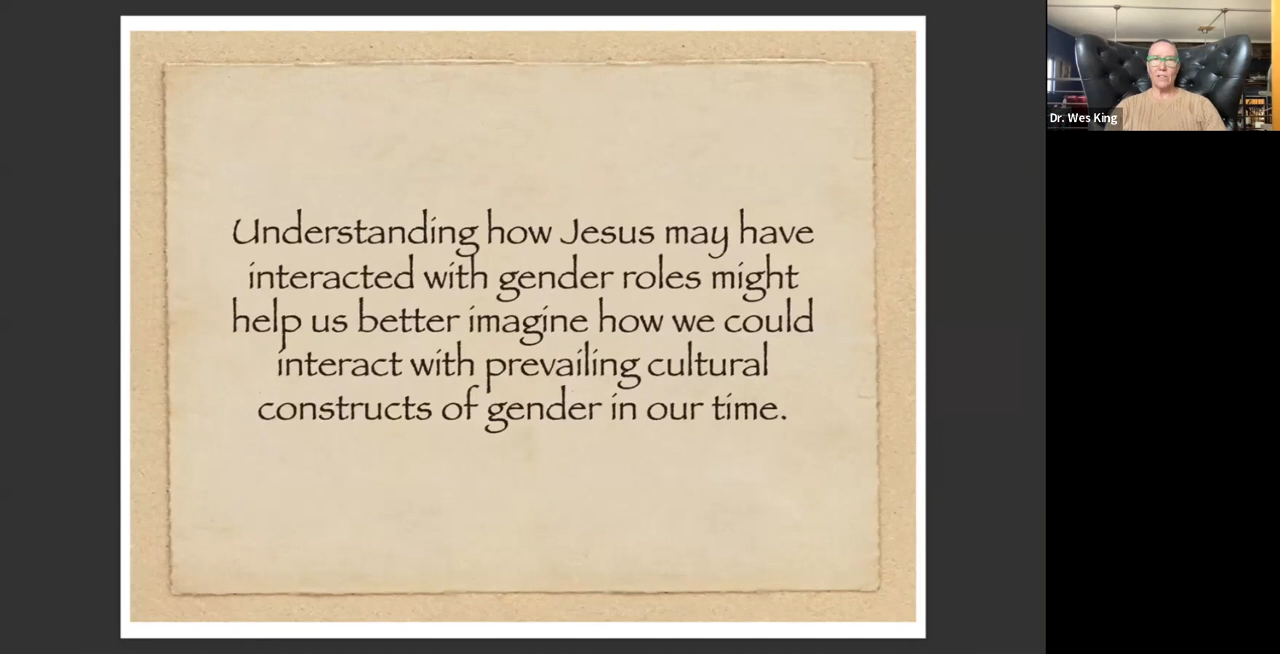 Understanding how Jesus may have
interacted with gender roles might
help us better imagine how we could
interact with prevailing cultural
constructs of gender in our time.
Dr. Wes King